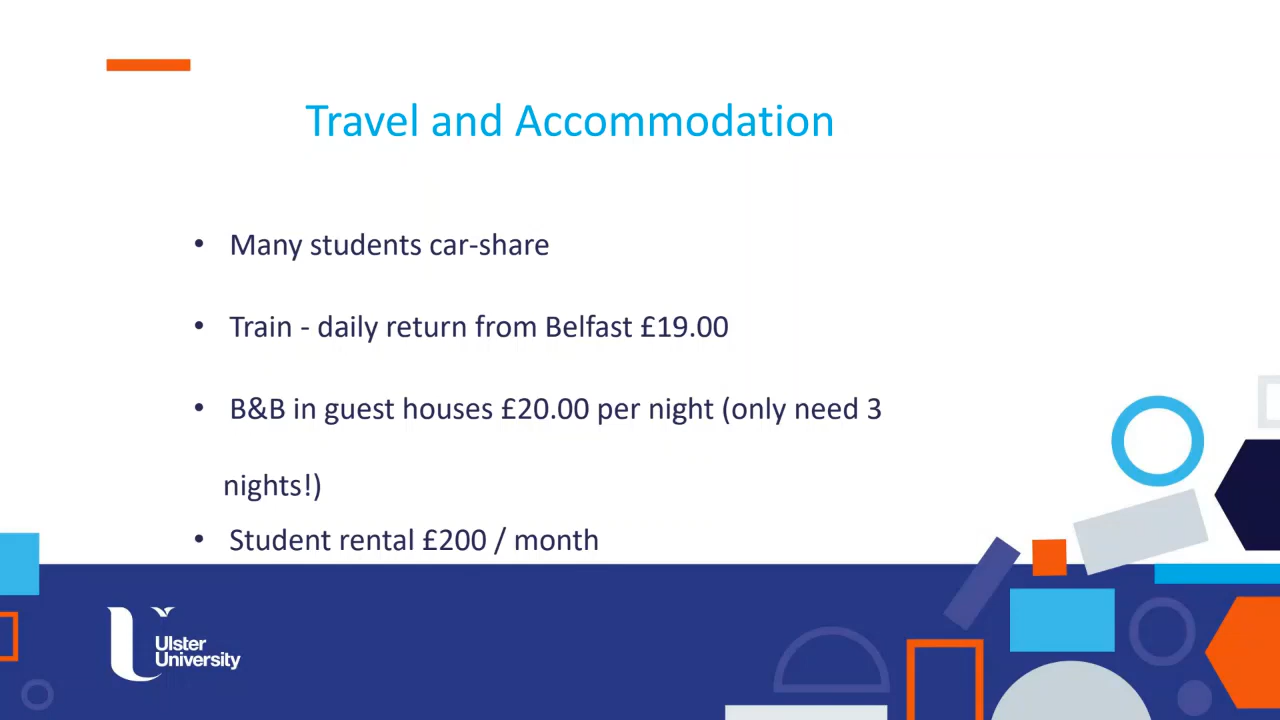 Travel and Accommodation
• Many students car-share
• Train - daily return from Belfast £19.00
• B&B in guest houses £20.00 per night (only need 3
nights!)
• Student rental £200 / month
Ulster
University